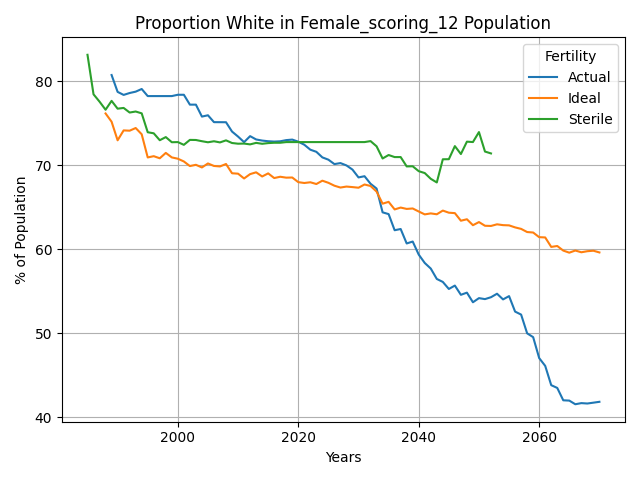 Proportion White in Female_scoring_12 Population
Fertility
Actual
Ideal
Sterile
% of Population
80
70
60
50
40
2000
2020
2040
2060
Years